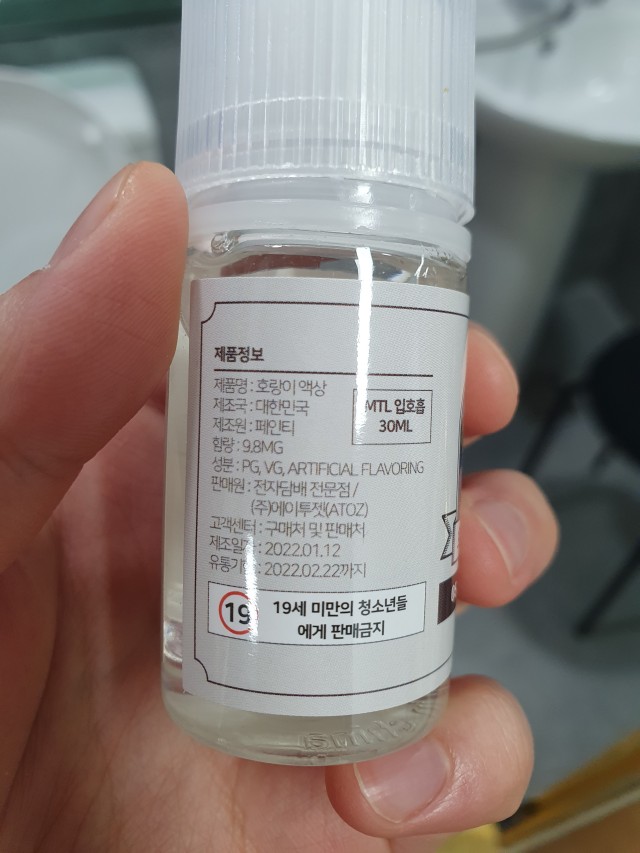 제품정보
제품명 : 호랑이 액상
제조국 : 대한민국
제조원 : 페인티
함량 : 9.8MG
성분 : PG, VG, ARTIFICIAL FLAVORING
판매원 : 전자담배 전문점 /
(주)에이투젯(ATOZ)
고객센터 : 구매처 및 판매처
제조일자 : 2022.01.12
유통기한 : 2022.02.22까지
MTL 입호흡
30ML
19
19세 미만의 청소년들
에게 판매금지